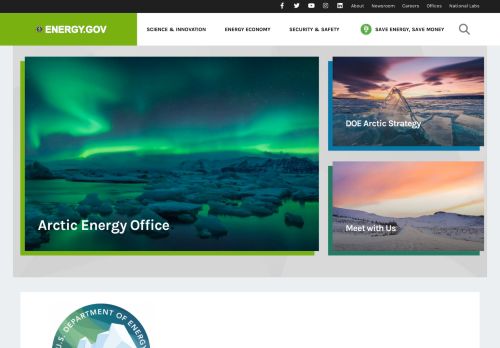 About Newsroom Careers Offices National Labs
ENERGY.GOV SCIENCE & INNOVATION ENERGY ECONOMY SECURITY & SAFETY SAVE ENERGY, SAVE MONEY
DOE Arctic Strategy
Arctic Energy Office
Meet with Us
U.S. DEPARTMENT OF ENERGY